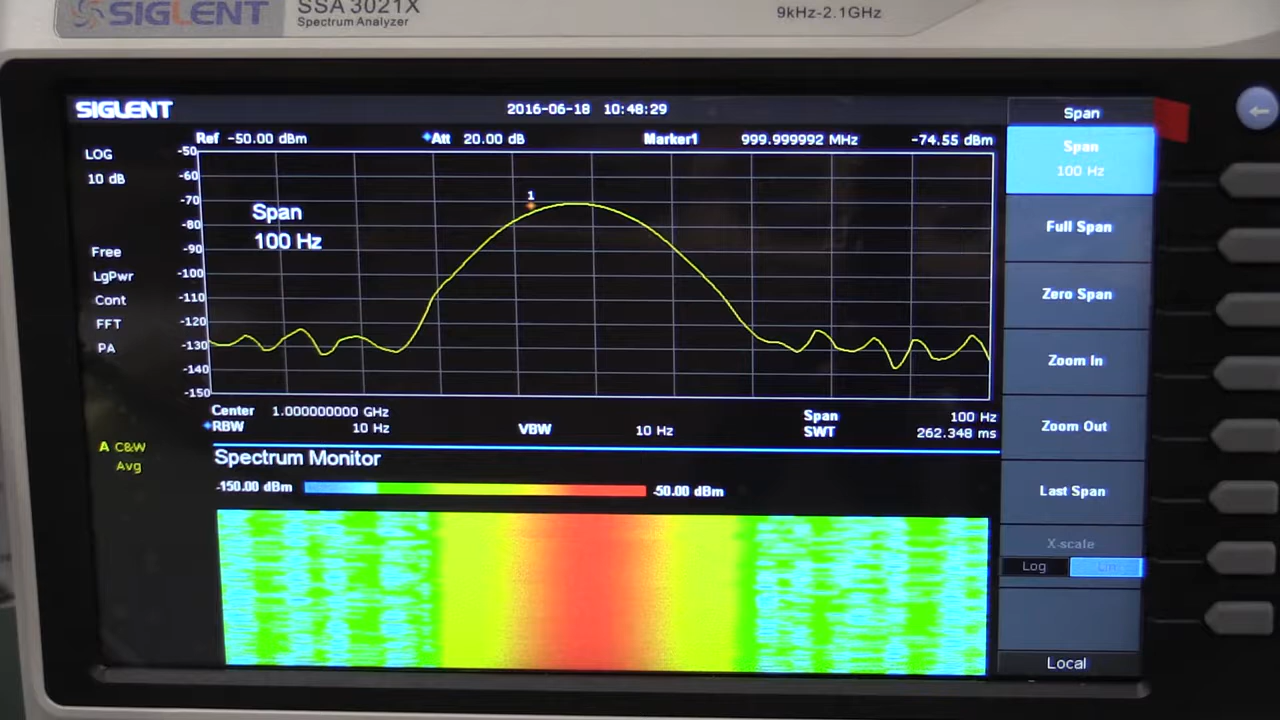 SIGLENT
SSA 3021X
Spectrum Analyzer
9kHz-2.1GHz
SIGLENT
2016-06-18 10:48:29
Span
Ref -50.00 dBm Att 20.00 dB Marker1 999.999992 MHz -74.55 dBm
LOG
10 dB
Free
LgPwr
Cont
FFT
PA
A C&W
Avg
-50
-60
-70
-80
-90
-100
-110
-120
-130
-140
-150
1
Span
100 Hz
Center 1.000000000 GHz Span 100 Hz
RBW 10 Hz VBW 10 Hz SWT 262.348 ms
Spectrum Monitor
-150.00 dBm -50.00 dBm
Span
100 Hz
Full Span
Zero Span
Zoom In
Zoom Out
Last Span
X-scale
Log Lin
Local